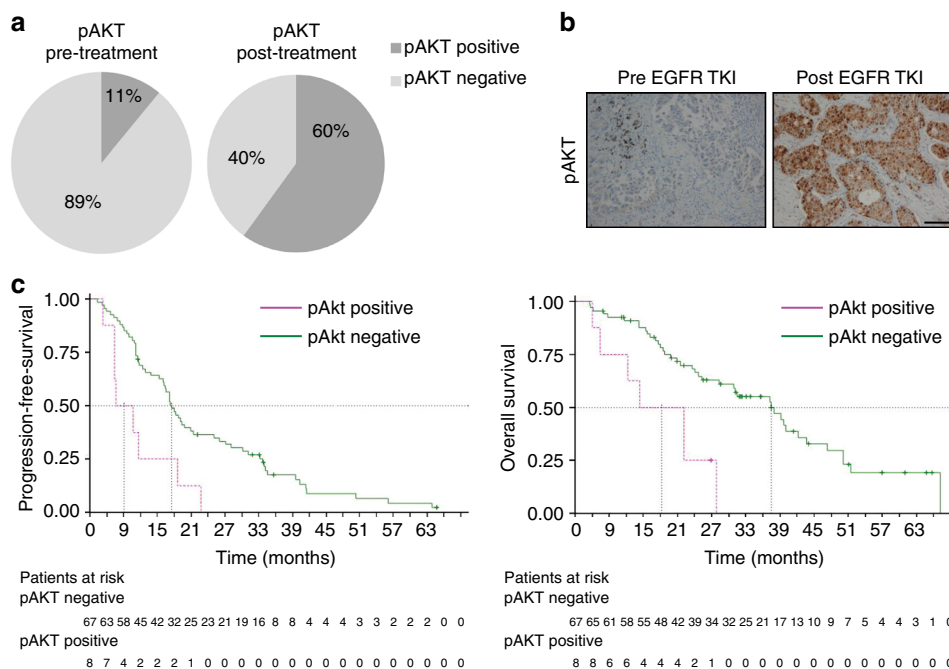 a
pAKT
pre-treatment
pAKT
post-treatment
pAKT positive
pAKT negative
11%
89%
40%
60%
b
Pre EGFR TKI
Post EGFR TKI
pAKT
c
Progression-free-survival
1.00
0.75
0.50
0.25
0.00
pAkt positive
pAkt negative
0 9 15 21 27 33 39 45 51 57 63
Time (months)
Patients at risk
pAKT negative
67 63 58 45 42 32 25 23 21 19 16 8 8 4 4 4 3 3 2 2 2 0 0
pAKT positive
8 7 4 2 2 2 1 0 0 0 0 0 0 0 0 0 0 0 0 0 0 0 0
Overall survival
1.00
0.75
0.50
0.25
0.00
pAkt positive
pAkt negative
0 9 15 21 27 33 39 45 51 57 63
Time (months)
Patients at risk
pAKT negative
67 65 61 58 55 48 42 39 34 32 25 21 17 13 10 9 7 5 4 4 3 1 0
pAKT positive
8 8 6 6 4 4 2 1 0 0 0 0 0 0 0 0 0 0 0 0 0 0 0